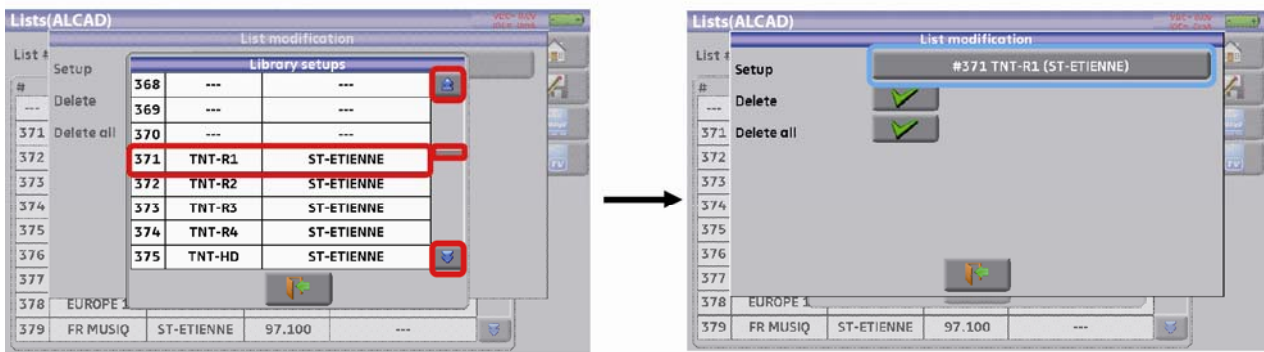 Lists(ALCAD)
List modification
List #
Setup
Library setups
368 --- ---
#
--- Delete
369 --- ---
371 Delete all
370 --- ---
372
371 TNT-R1 ST-ETIENNE
373
372 TNT-R2 ST-ETIENNE
374
373 TNT-R3 ST-ETIENNE
375
374 TNT-R4 ST-ETIENNE
376
375 TNT-HD ST-ETIENNE
377
378 EUROPE 1
379 FR MUSIQ ST-ETIENNE 97.100 ---
Lists(ALCAD)
List modification
List #
Setup #371 TNT-R1 (ST-ETIENNE)
#
--- Delete
371 Delete all
372
373
374
375
376
377
378 EUROPE 1
379 FR MUSIQ ST-ETIENNE 97.100 ---